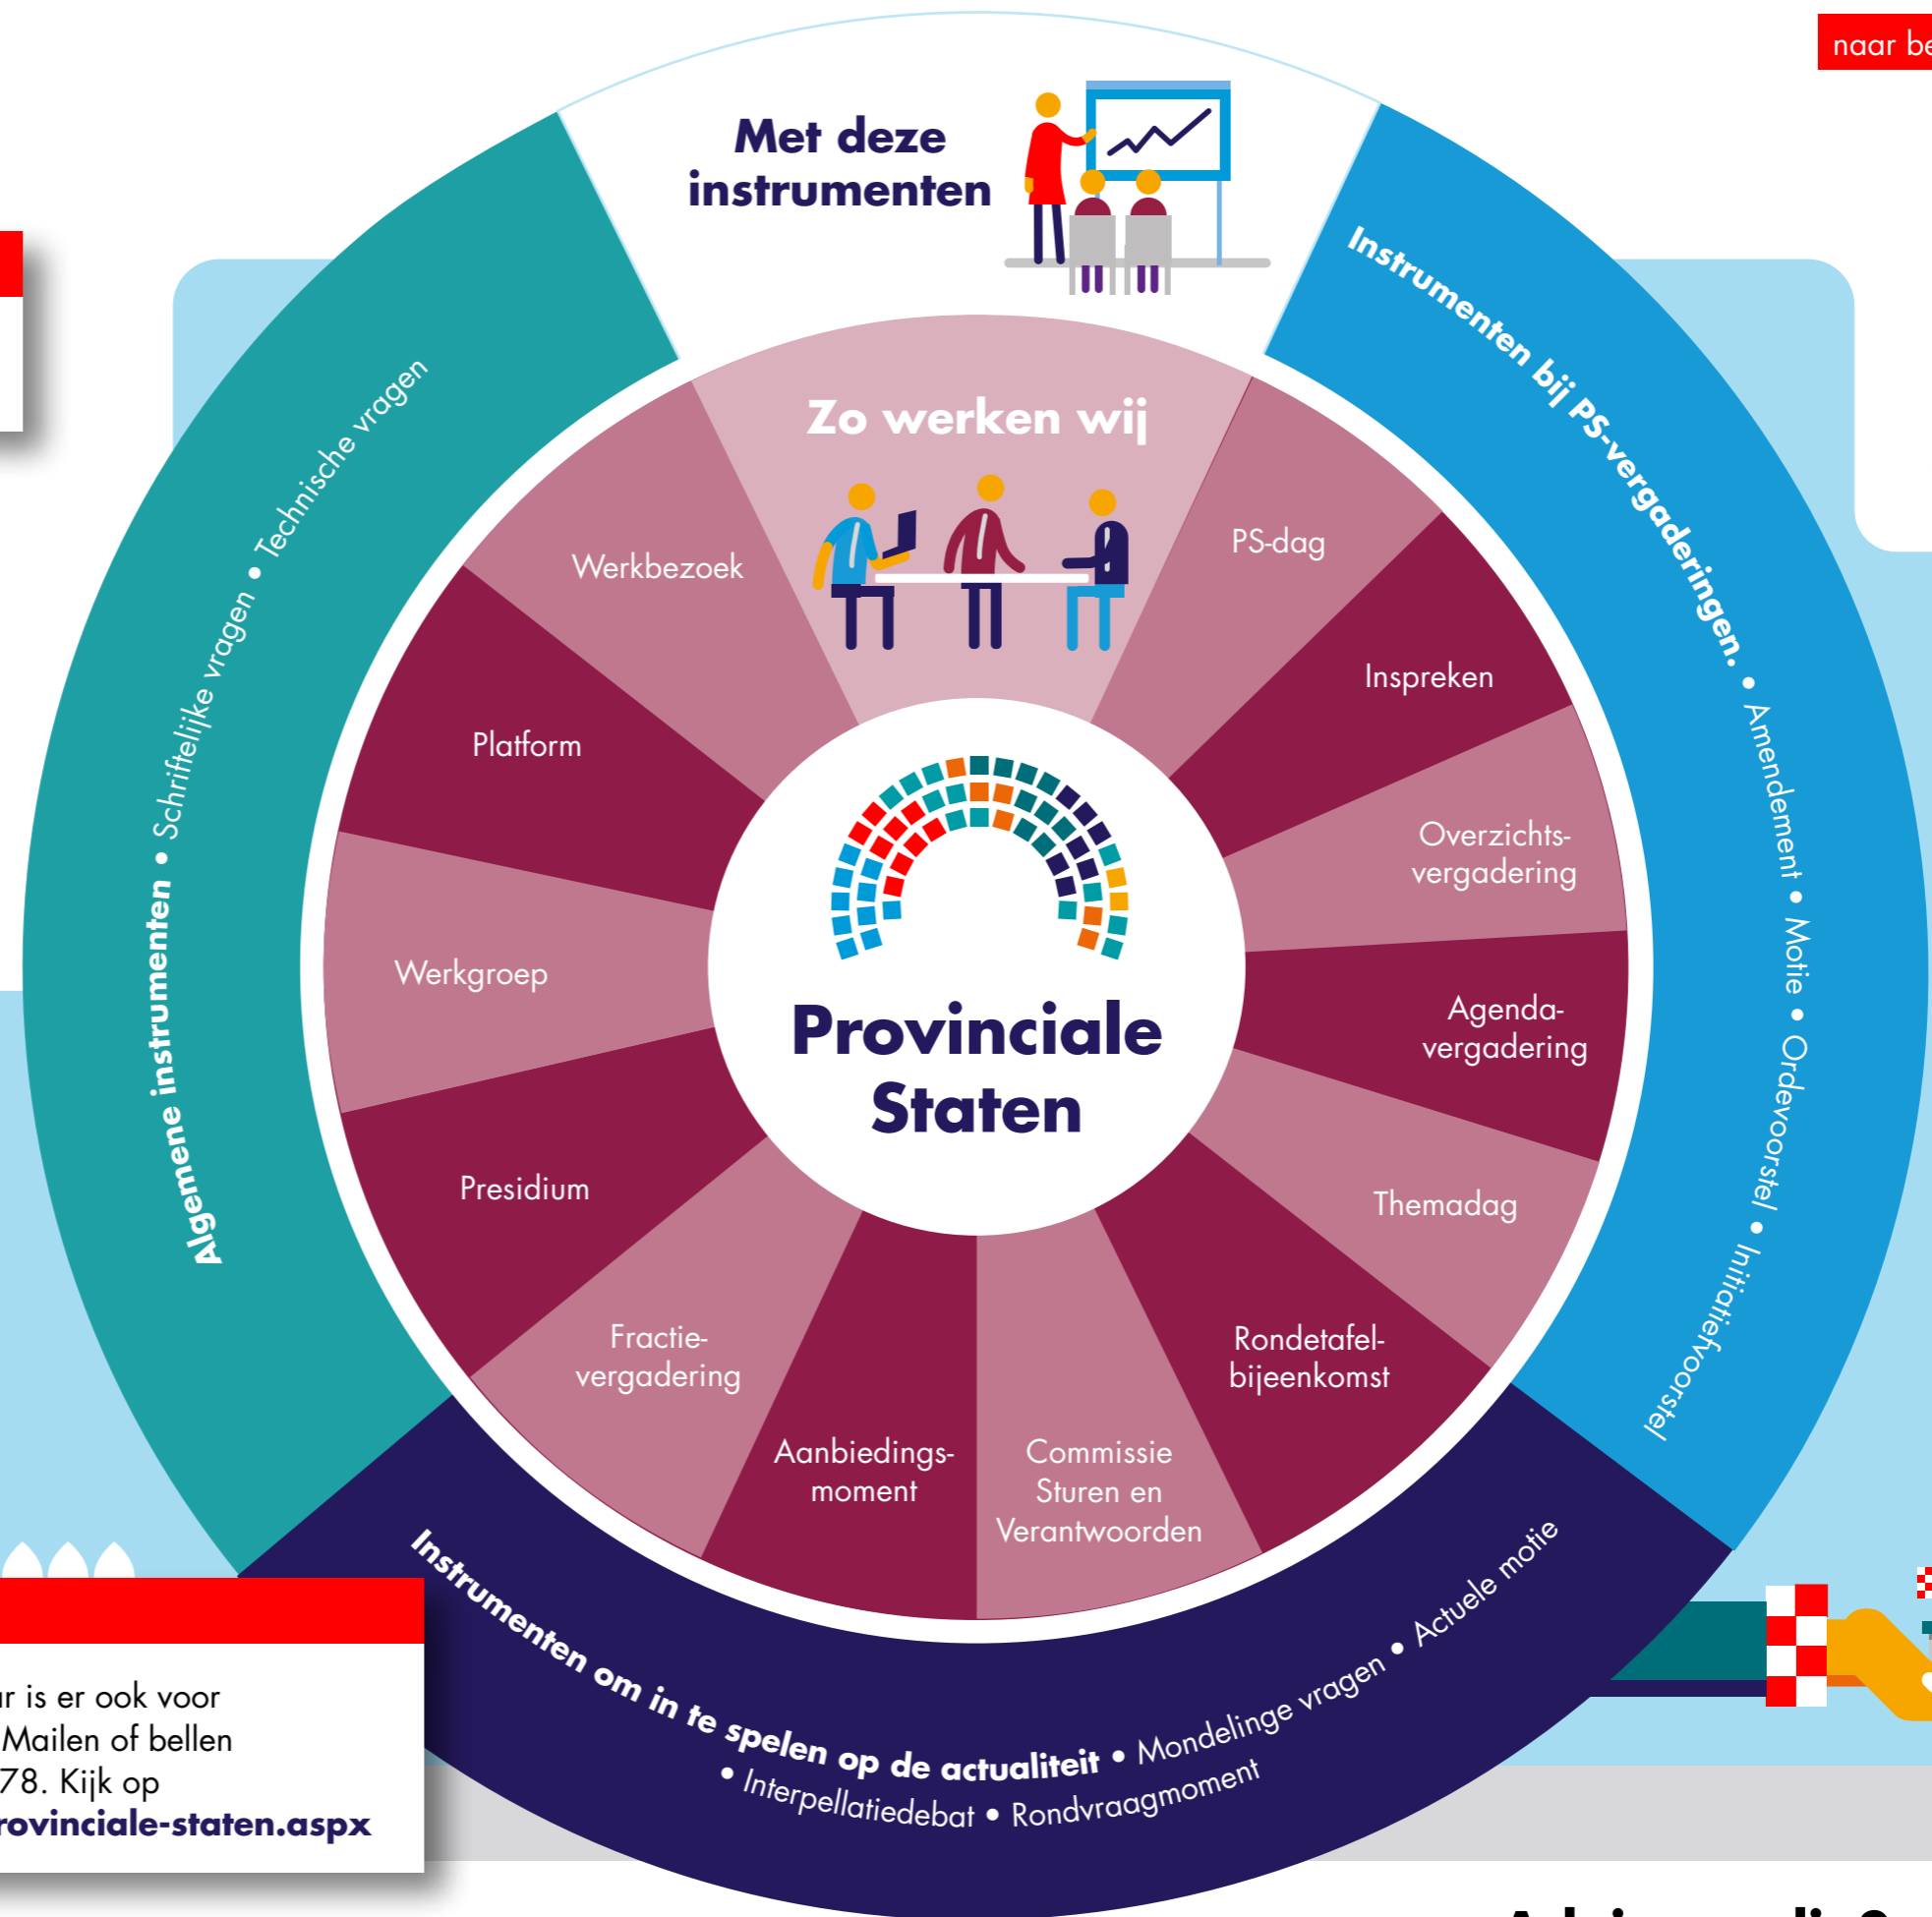 naar
Met deze
instrumenten
Zo werken wij
PS-dag
Inspreken
Overzichts-
vergadering
Agenda-
vergadering
Themadag
Rondetafel-
bijeenkomst
Commissie
Sturen en
Verantwoorden
Aanbiedings-
moment
Fractie-
vergadering
Presidium
Werkgroep
Platform
Werkbezoek
Provinciale
Staten
Instrumenten bij PS-vergaderingen. • Amendement • Motie • Ordevoorstel • Initiatiefvoorstel
Instrumenten om in te spelen op de actualiteit • Mondelinge vragen • Actuele motie
• Interpellatiedebat • Rondvraagmoment
Algemene instrumenten • Schriftelijke vragen • Technische vragen
is er ook voor
Mailen of bellen
78. Kijk op
rovinciale-staten.aspx